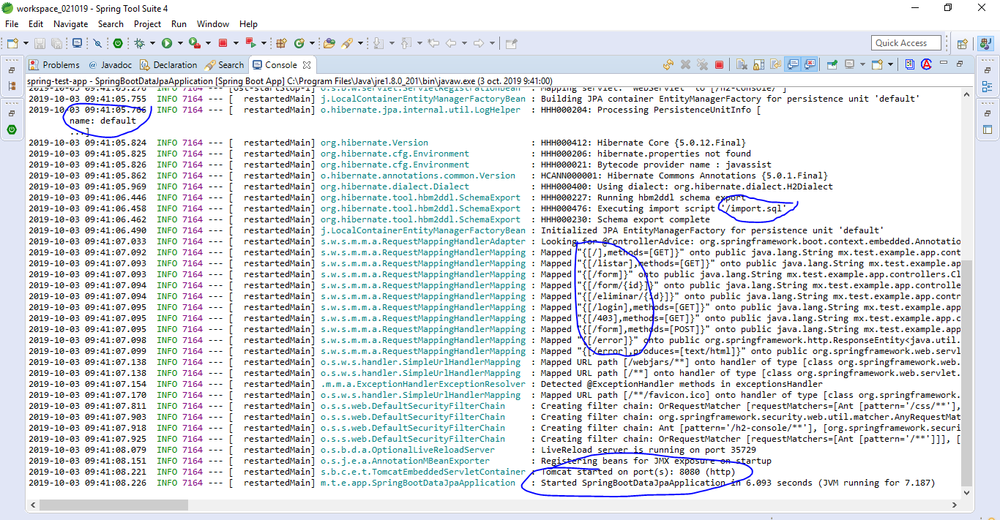 workspace_021019 - Spring Tool Suite 4
File Edit Navigate Search Project Run Window Help
Quick Access
Problems @ Javadoc Declaration Search Console
spring-test-app - SpringBootDataJpaApplication [Spring Boot App] C:\Program Files\Java\jre1.8.0_201\bin\javaw.exe (3 oct. 2019 9:41:00)
2019-10-03 09:41:05.278 INFO 7164 --- [ost-startStop-1] o.s.b.w.servlet.ServletRegistrationBean : Mapping servlet: 'webServlet' to [/h2-console/*]
2019-10-03 09:41:05.755 INFO 7164 --- [ restartedMain] j.LocalContainerEntityManagerFactoryBean : Building JPA container EntityManagerFactory for persistence unit 'default'
2019-10-03 09:41:05.766 INFO 7164 --- [ restartedMain] o.hibernate.jpa.internal.util.LogHelper : HHH000204: Processing PersistenceUnitInfo [
name: default
...]
2019-10-03 09:41:05.824 INFO 7164 --- [ restartedMain] org.hibernate.Version : HHH000412: Hibernate Core {5.0.12.Final}
2019-10-03 09:41:05.825 INFO 7164 --- [ restartedMain] org.hibernate.cfg.Environment : HHH000206: hibernate.properties not found
2019-10-03 09:41:05.826 INFO 7164 --- [ restartedMain] org.hibernate.cfg.Environment : HHH000021: Bytecode provider name : javassist
2019-10-03 09:41:05.862 INFO 7164 --- [ restartedMain] o.hibernate.annotations.common.Version : HCANN000001: Hibernate Commons Annotations {5.0.1.Final}
2019-10-03 09:41:05.969 INFO 7164 --- [ restartedMain] org.hibernate.dialect.Dialect : HHH000400: Using dialect: org.hibernate.dialect.H2Dialect
2019-10-03 09:41:06.446 INFO 7164 --- [ restartedMain] org.hibernate.tool.hbm2ddl.SchemaExport : HHH000227: Running hbm2ddl schema export
2019-10-03 09:41:06.458 INFO 7164 --- [ restartedMain] org.hibernate.tool.hbm2ddl.SchemaExport : HHH000476: Executing import script '/import.sql'
2019-10-03 09:41:06.462 INFO 7164 --- [ restartedMain] org.hibernate.tool.hbm2ddl.SchemaExport : HHH000230: Schema export complete
2019-10-03 09:41:06.490 INFO 7164 --- [ restartedMain] j.LocalContainerEntityManagerFactoryBean : Initialized JPA EntityManagerFactory for persistence unit 'default'
2019-10-03 09:41:07.033 INFO 7164 --- [ restartedMain] s.w.s.m.m.a.RequestMappingHandlerAdapter : Looking for @ControllerAdvice: org.springframework.boot.context.embedded.Annotatio
2019-10-03 09:41:07.092 INFO 7164 --- [ restartedMain] s.w.s.m.m.a.RequestMappingHandlerMapping : Mapped "{[/],methods=[GET]}" onto public java.lang.String mx.test.example.app.cont
2019-10-03 09:41:07.093 INFO 7164 --- [ restartedMain] s.w.s.m.m.a.RequestMappingHandlerMapping : Mapped "{[/listar],methods=[GET]}" onto public java.lang.String mx.test.example.ap
2019-10-03 09:41:07.093 INFO 7164 --- [ restartedMain] s.w.s.m.m.a.RequestMappingHandlerMapping : Mapped "{[/form]}" onto public java.lang.String mx.test.example.app.controllers.Cl
2019-10-03 09:41:07.094 INFO 7164 --- [ restartedMain] s.w.s.m.m.a.RequestMappingHandlerMapping : Mapped "{[/form/{id}]}" onto public java.lang.String mx.test.example.app.controlle
2019-10-03 09:41:07.094 INFO 7164 --- [ restartedMain] s.w.s.m.m.a.RequestMappingHandlerMapping : Mapped "{[/eliminar/{id}]}" onto public java.lang.String mx.test.example.app.contr
2019-10-03 09:41:07.095 INFO 7164 --- [ restartedMain] s.w.s.m.m.a.RequestMappingHandlerMapping : Mapped "{[/login],methods=[GET]}" onto public java.lang.String mx.test.example.app
2019-10-03 09:41:07.095 INFO 7164 --- [ restartedMain] s.w.s.m.m.a.RequestMappingHandlerMapping : Mapped "{[/403],methods=[GET]}" onto public java.lang.String mx.test.example.app.c
2019-10-03 09:41:07.095 INFO 7164 --- [ restartedMain] s.w.s.m.m.a.RequestMappingHandlerMapping : Mapped "{[/form],methods=[POST]}" onto public java.lang.String mx.test.example.app
2019-10-03 09:41:07.098 INFO 7164 --- [ restartedMain] s.w.s.m.m.a.RequestMappingHandlerMapping : Mapped "{[/error]}" onto public org.springframework.http.ResponseEntity<java.util.
2019-10-03 09:41:07.099 INFO 7164 --- [ restartedMain] s.w.s.m.m.a.RequestMappingHandlerMapping : Mapped "{[/error],produces=[text/html]}" onto public org.springframework.web.servl
2019-10-03 09:41:07.138 INFO 7164 --- [ restartedMain] o.s.w.s.handler.SimpleUrlHandlerMapping : Mapped URL path [/webjars/**] onto handler of type [class org.springframework.web.
2019-10-03 09:41:07.138 INFO 7164 --- [ restartedMain] o.s.w.s.handler.SimpleUrlHandlerMapping : Mapped URL path [/**] onto handler of type [class org.springframework.web.servlet.
2019-10-03 09:41:07.154 INFO 7164 --- [ restartedMain] .m.m.a.ExceptionHandlerExceptionResolver : Detected @ExceptionHandler methods in exceptionsHandler
2019-10-03 09:41:07.170 INFO 7164 --- [ restartedMain] o.s.w.s.handler.SimpleUrlHandlerMapping : Mapped URL path [/**/favicon.ico] onto handler of type [class org.springframework.
2019-10-03 09:41:07.811 INFO 7164 --- [ restartedMain] o.s.s.web.DefaultSecurityFilterChain : Creating filter chain: OrRequestMatcher [requestMatchers=[Ant [pattern='/css/**'],
2019-10-03 09:41:07.903 INFO 7164 --- [ restartedMain] o.s.s.web.DefaultSecurityFilterChain : Creating filter chain: org.springframework.security.web.util.matcher.AnyRequestMat
2019-10-03 09:41:07.918 INFO 7164 --- [ restartedMain] o.s.s.web.DefaultSecurityFilterChain : Creating filter chain: Ant [pattern='/h2-console/**'], [org.springframework.securi
2019-10-03 09:41:07.925 INFO 7164 --- [ restartedMain] o.s.s.web.DefaultSecurityFilterChain : Creating filter chain: OrRequestMatcher [requestMatchers=[Ant [pattern='/**']]], [
2019-10-03 09:41:08.079 INFO 7164 --- [ restartedMain] o.s.b.d.a.OptionalLiveReloadServer : LiveReload server is running on port 35729
2019-10-03 09:41:08.151 INFO 7164 --- [ restartedMain] o.s.j.e.a.AnnotationMBeanExporter : Registering beans for JMX exposure on startup
2019-10-03 09:41:08.221 INFO 7164 --- [ restartedMain] s.b.c.e.t.TomcatEmbeddedServletContainer : Tomcat started on port(s): 8080 (http)
2019-10-03 09:41:08.226 INFO 7164 --- [ restartedMain] m.t.e.app.SpringBootDataJpaApplication : Started SpringBootDataJpaApplication in 6.093 seconds (JVM running for 7.187)